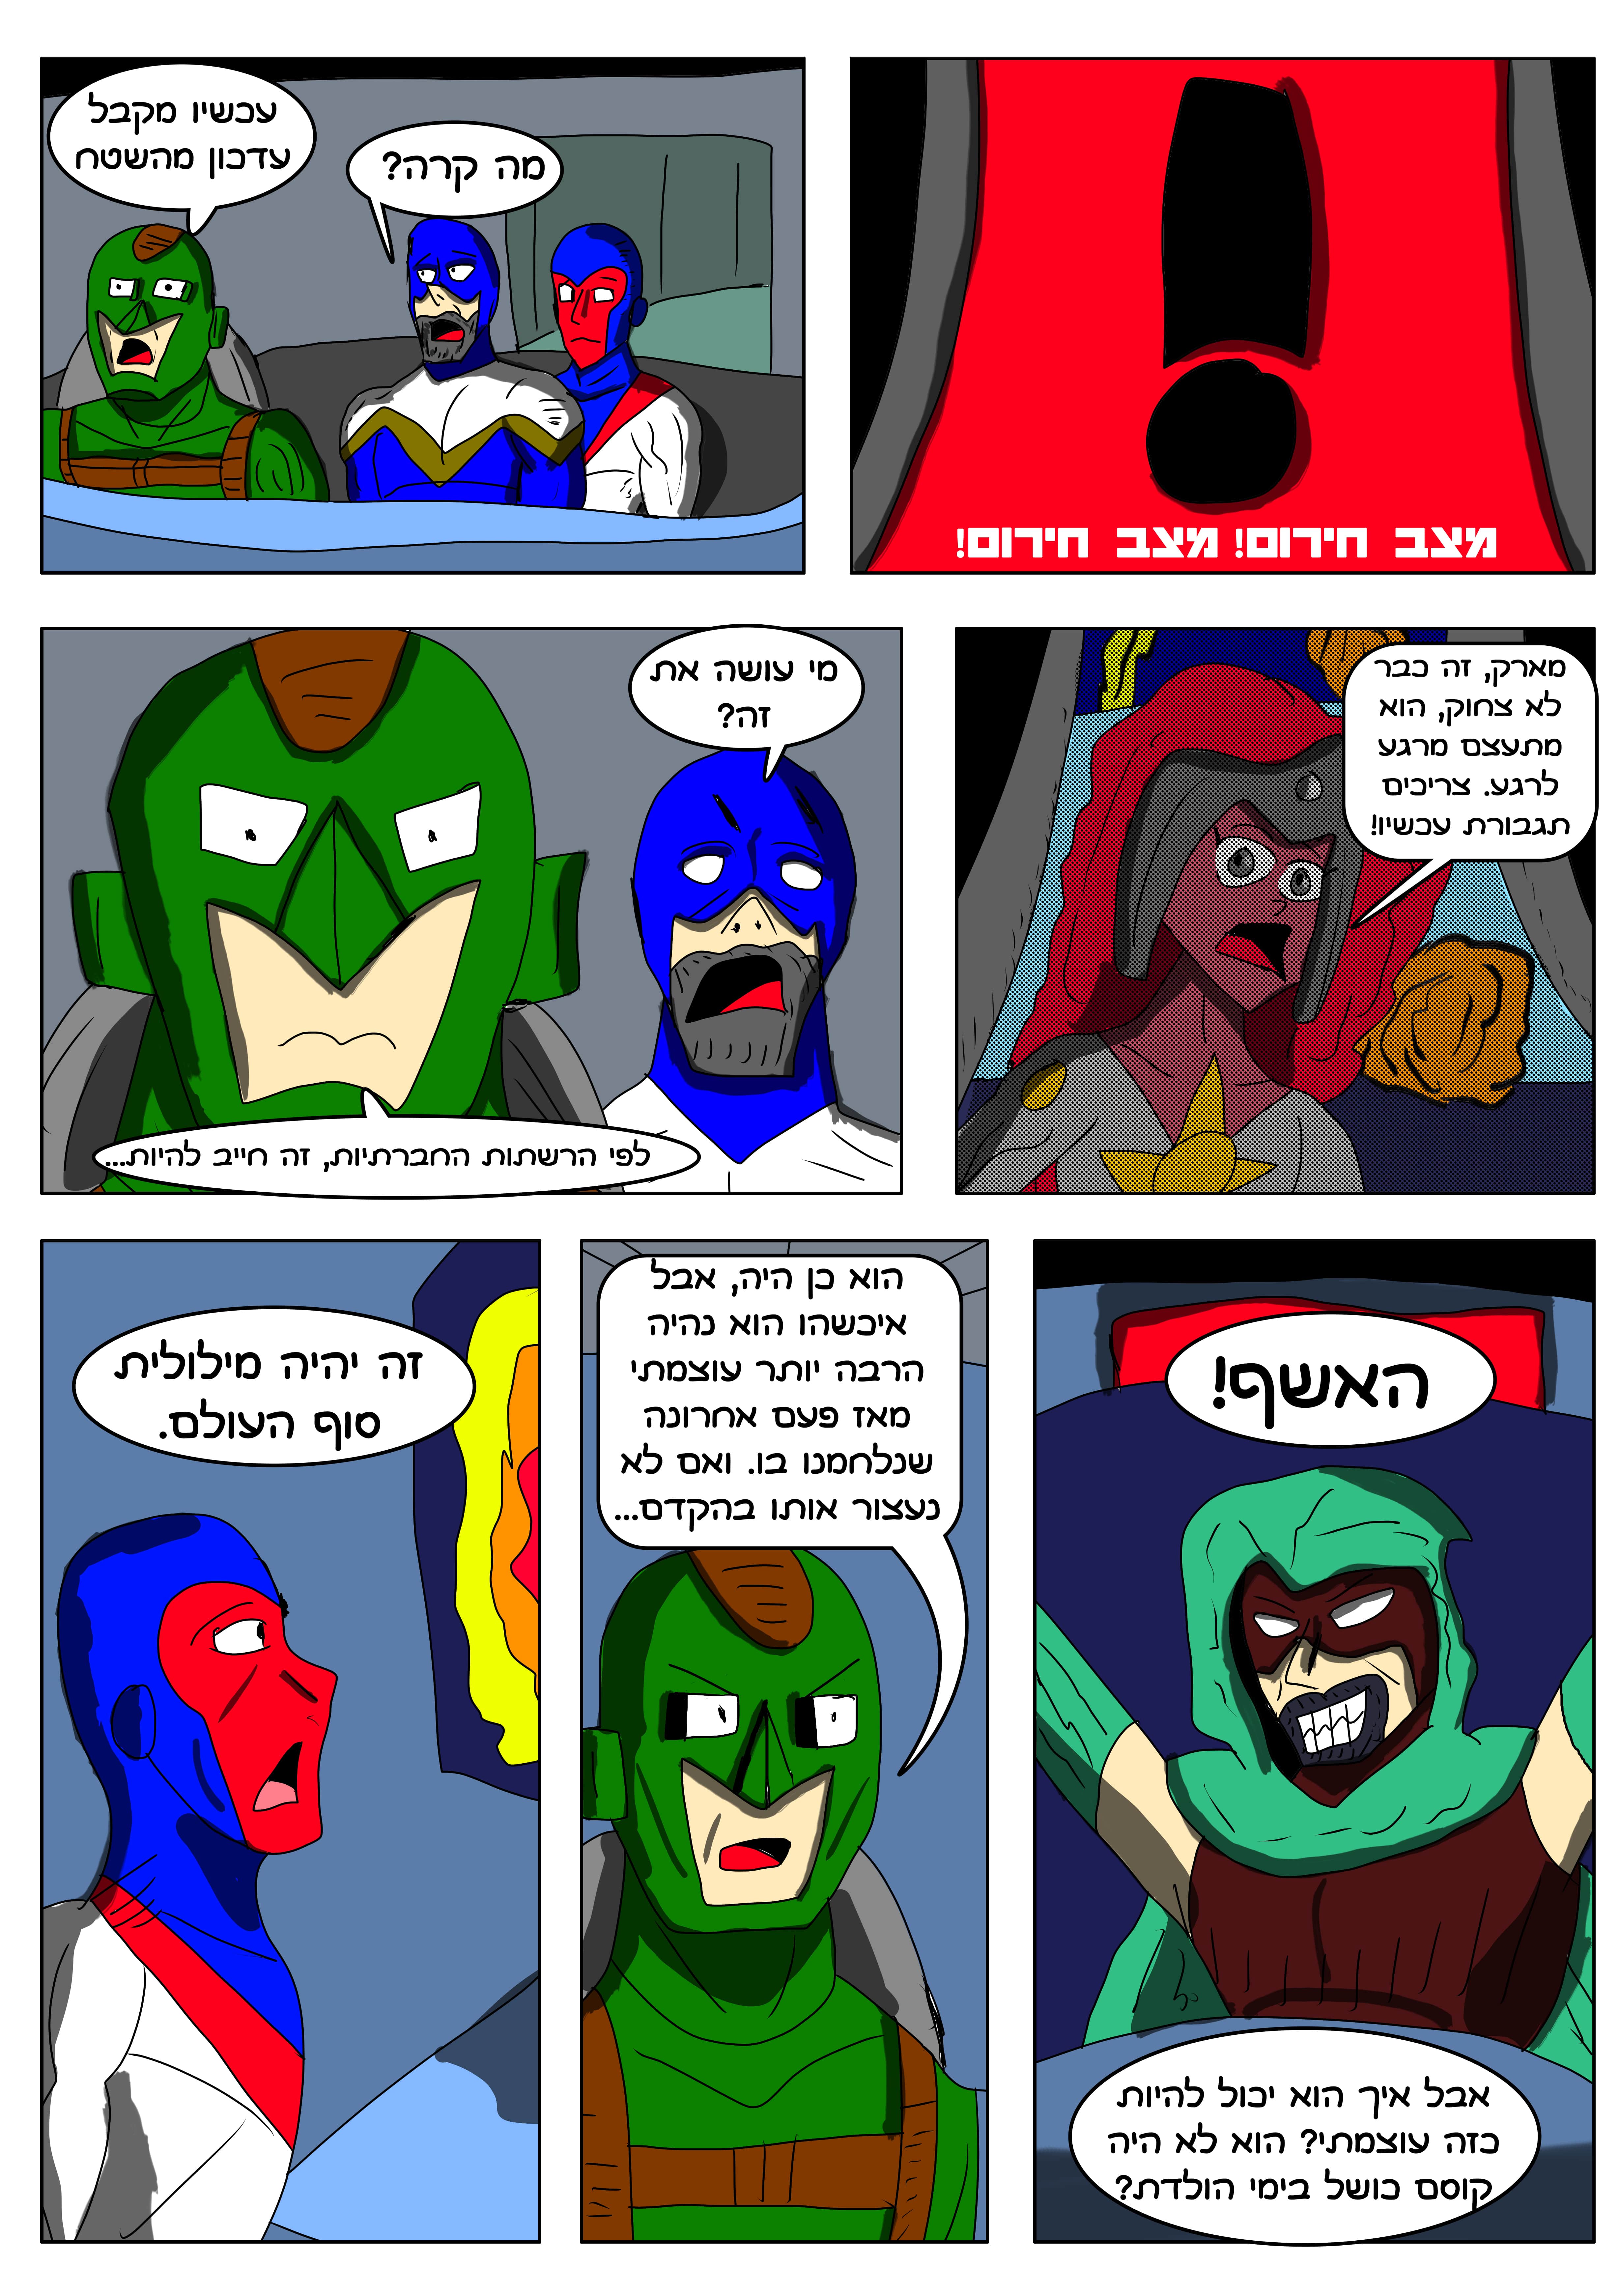 מצב חירום! מצב חירום!
מה קרה?
עכשיו מקבל
עדכון מהשטח
מארק, זה כבר
לא צחוק, הוא
מתעצם מרגע
לרגע. צריכים
תגבורת עכשיו!
מי עושה את
זה?
לפי הרשתות החברתיות, זה חייב להיות...
האשף!
אבל איך הוא יכול להיות
כזה עוצמתי? הוא לא היה
קוסם כושל בימי הולדת?
הוא כן היה, אבל
איכשהו הוא נהיה
הרבה יותר עוצמתי
מאז פעם אחרונה
שנלחמנו בו. ואם לא
נעצור אותו בהקדם...
זה יהיה מילולית
סוף העולם.